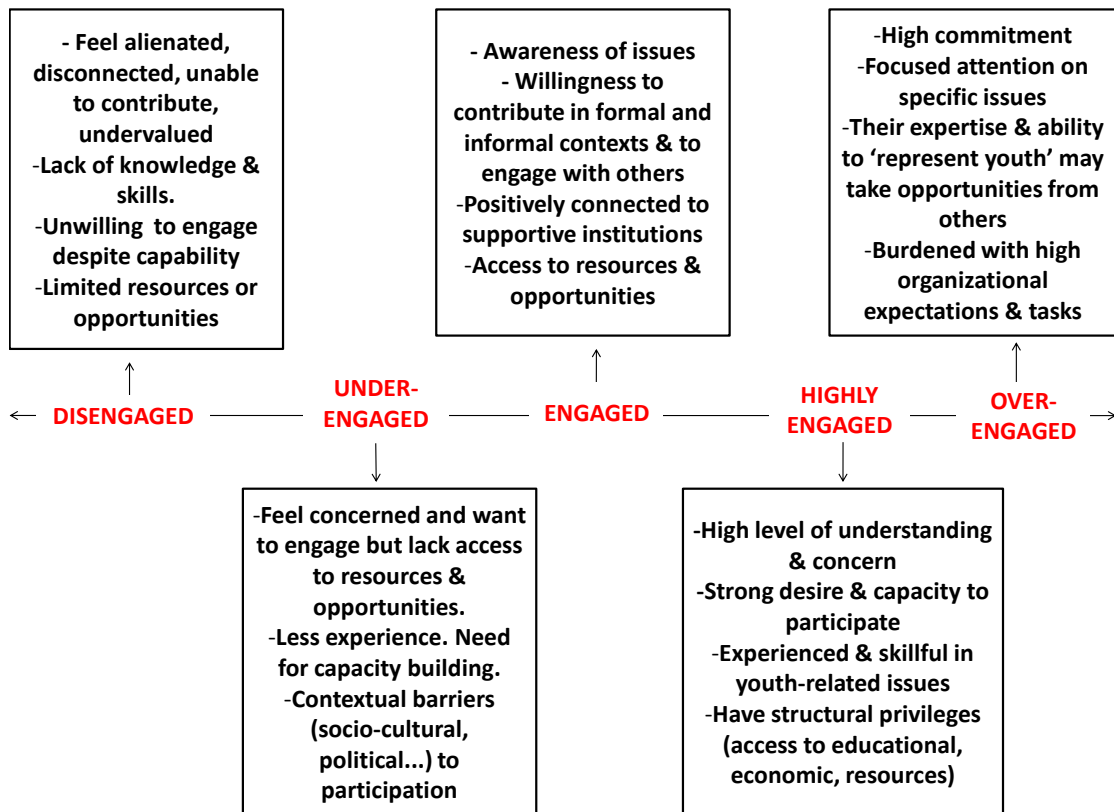 - Feel alienated,
disconnected, unable
to contribute,
undervalued
-Lack of knowledge &
skills.
-Unwilling to engage
despite capability
-Limited resources or
opportunities
- Awareness of issues
- Willingness to
contribute in formal and
informal contexts & to
engage with others
-Positively connected to
supportive institutions
-Access to resources &
opportunities
-High commitment
-Focused attention on
specific issues
-Their expertise & ability
to ‘represent youth’ may
take opportunities from
others
-Burdened with high
organizational
expectations & tasks
DISENGAGED
UNDER-
ENGAGED
ENGAGED
HIGHLY
ENGAGED
OVER-
ENGAGED
-Feel concerned and want
to engage but lack access
to resources &
opportunities.
-Less experience. Need
for capacity building.
-Contextual barriers
(socio-cultural,
political...) to
participation
-High level of understanding
& concern
-Strong desire & capacity to
participate
-Experienced & skillful in
youth-related issues
-Have structural privileges
(access to educational,
economic, resources)